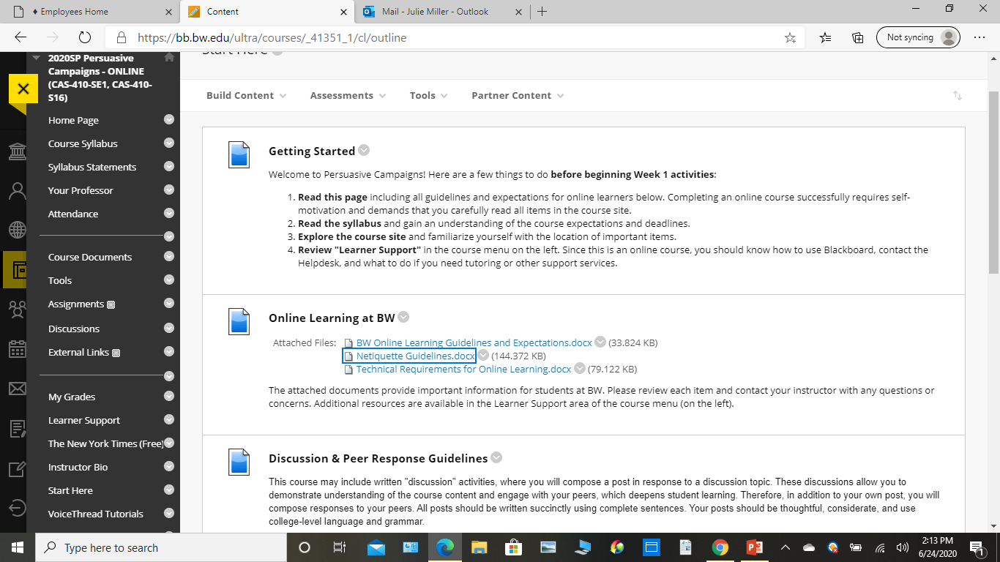 ♦ Employees Home
Content
Mail - Julie Miller - Outlook
https://bb.bw.edu/ultra/courses/_41351_1/cl/outline
Not syncing
2020SP Persuasive
Campaigns - ONLINE
(CAS-410-SE1, CAS-410-
S16)
Home Page
Course Syllabus
Syllabus Statements
Your Professor
Attendance
Course Documents
Tools
Assignments
Discussions
External Links
My Grades
Learner Support
The New York Times (Free)
Instructor Bio
Start Here
VoiceThread Tutorials
Start Here
Build Content
Assessments
Tools
Partner Content
Getting Started
Welcome to Persuasive Campaigns! Here are a few things to do before beginning Week 1 activities:
1. Read this page including all guidelines and expectations for online learners below. Completing an online course successfully requires self-
motivation and demands that you carefully read all items in the course site.
2. Read the syllabus and gain an understanding of the course expectations and deadlines.
3. Explore the course site and familiarize yourself with the location of important items.
4. Review "Learner Support" in the course menu on the left. Since this is an online course, you should know how to use Blackboard, contact the
Helpdesk, and what to do if you need tutoring or other support services.
Online Learning at BW
Attached Files: BW Online Learning Guidelines and Expectations.docx (33.824 KB)
Netiquette Guidelines.docx (144.372 KB)
Technical Requirements for Online Learning.docx (79.122 KB)
The attached documents provide important information for students at BW. Please review each item and contact your instructor with any questions or
concerns. Additional resources are available in the Learner Support area of the course menu (on the left).
Discussion & Peer Response Guidelines
This course may include written "discussion" activities, where you will compose a post in response to a discussion topic. These discussions allow you to
demonstrate understanding of the course content and engage with your peers, which deepens student learning. Therefore, in addition to your own post, you will
compose responses to your peers. All posts should be written succinctly using complete sentences. Your posts should be thoughtful, considerate, and use
college-level language and grammar.
Type here to search
2:13 PM
6/24/2020
1